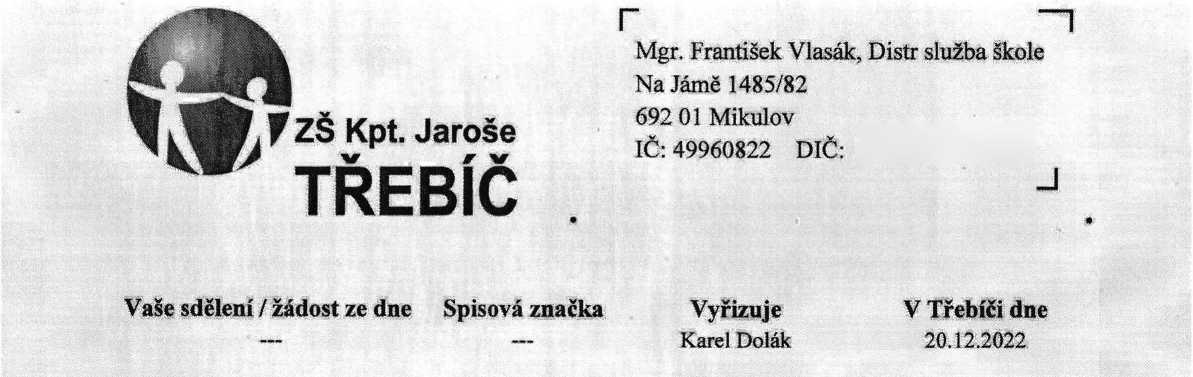 ZŠ Kpt. Jaroše
TŘEBÍČ
Mgr. František Vlasák, Distr služba škole
Na Jámě 1485/82
692 01 Mikulov
IČ: 49960822 DIČ:
Vaše sdělení / žádost ze dne Spisová značka Vyřizuje V Třebíči dne
--- --- Karel Dolák 20.12.2022